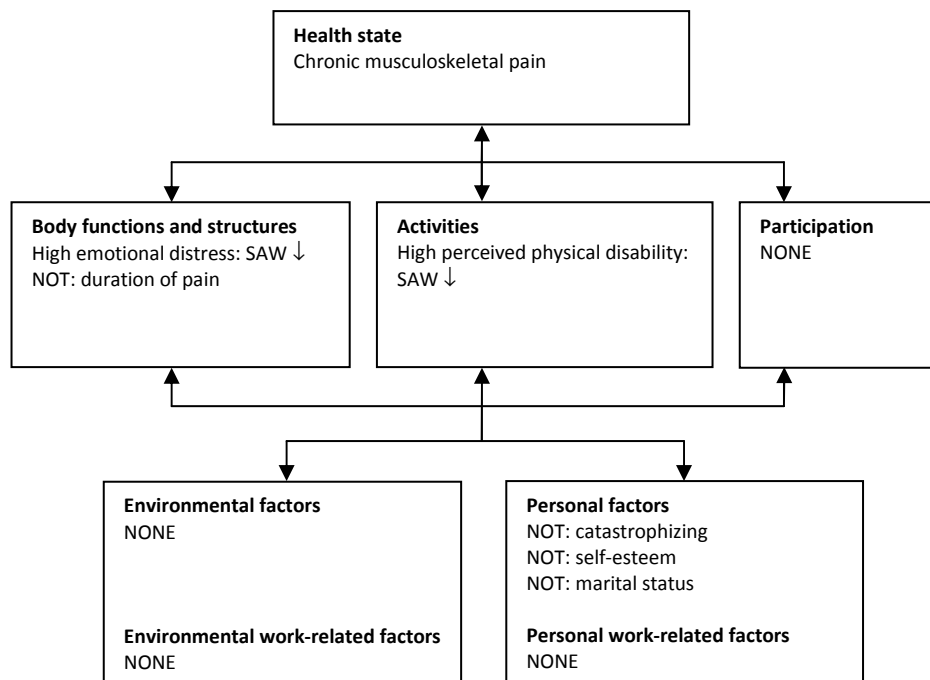 Health state
Chronic musculoskeletal pain
Body functions and structures
High emotional distress: SAW ↓
NOT: duration of pain
Activities
High perceived physical disability:
SAW ↓
Participation
NONE
Environmental factors
NONE
Environmental work-related factors
NONE
Personal factors
NOT: catastrophizing
NOT: self-esteem
NOT: marital status
Personal work-related factors
NONE